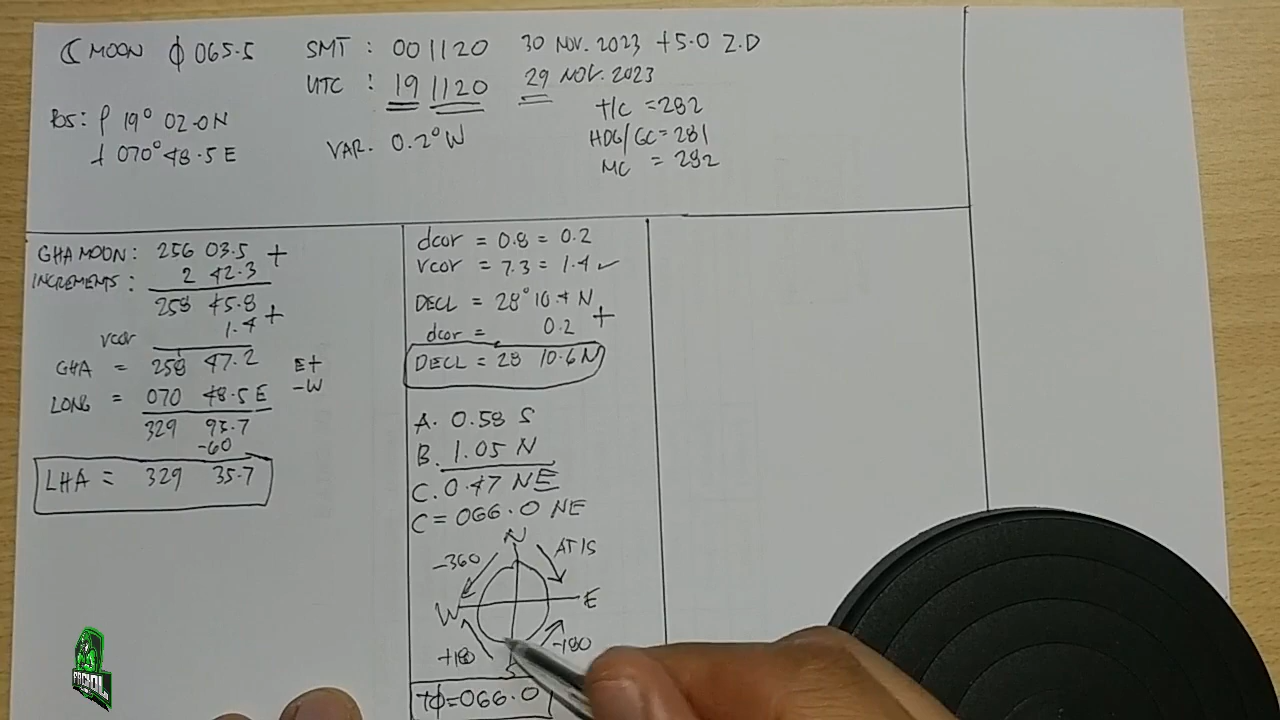 ☾ MOON ϕ 065.5
SMT : 001120 30 NOV. 2023 +5.0 Z.D
UTC : 191120 29 NOV. 2023
POS: φ 19° 02.0N
λ 070° 48.5 E
VAR. 0.2° W
T/C = 282
HDG/GC = 281
MC = 282
GHA MOON: 256 03.5 +
INCREMENTS: 2 42.3
258 45.8 +
vcor 1.4
GHA = 258 47.2
LONG = 070 48.5 E
E+
-W
329 95.7
-60
LHA = 329 35.7
dcor = 0.8 = 0.2
vcor = 7.3 = 1.4 ✓
DECL = 28° 10.4 N
dcor = 0.2 +
DECL = 28 10.6 N
A. 0.58 S
B. 1.05 N
C. 0.47 NE
C = 066.0 NE
N
-360
AT IS
W
E
+180
-180
S
Tϕ = 066.0